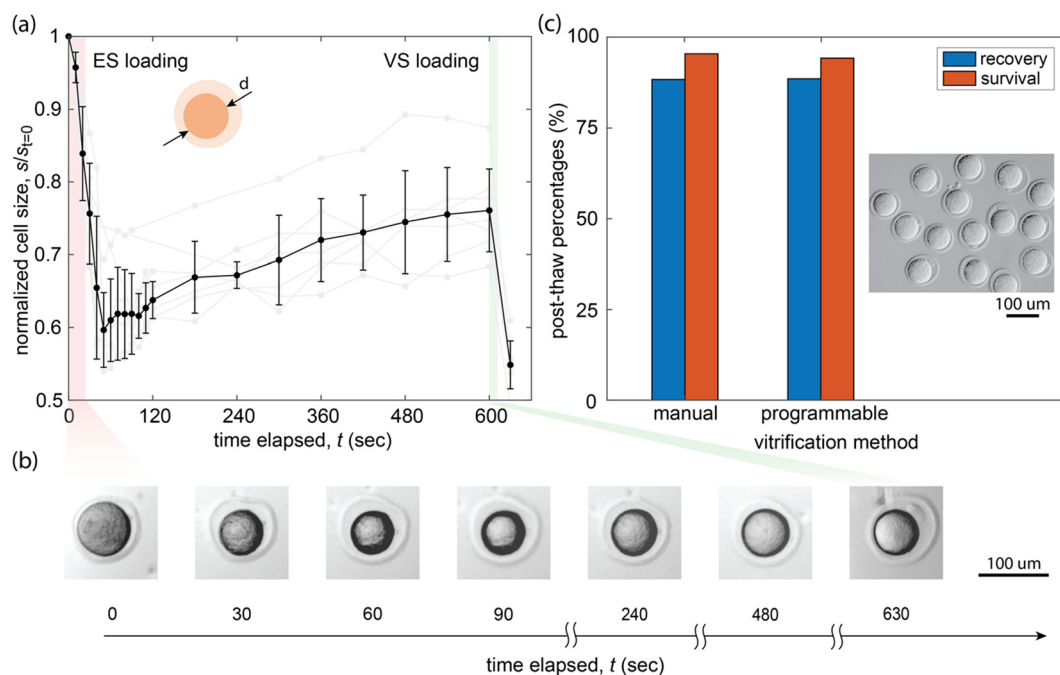 (a)
1
0.9
0.8
0.7
0.6
0.5
normalized cell size, s/s_t=0
ES loading
VS loading
d
0
120
240
360
480
600
time elapsed, t (sec)
(c)
100
75
50
25
0
post-thaw percentages (%)
recovery
survival
manual
programmable
vitrification method
100 um
(b)
100 um
0
30
60
90
240
480
630
time elapsed, t (sec)